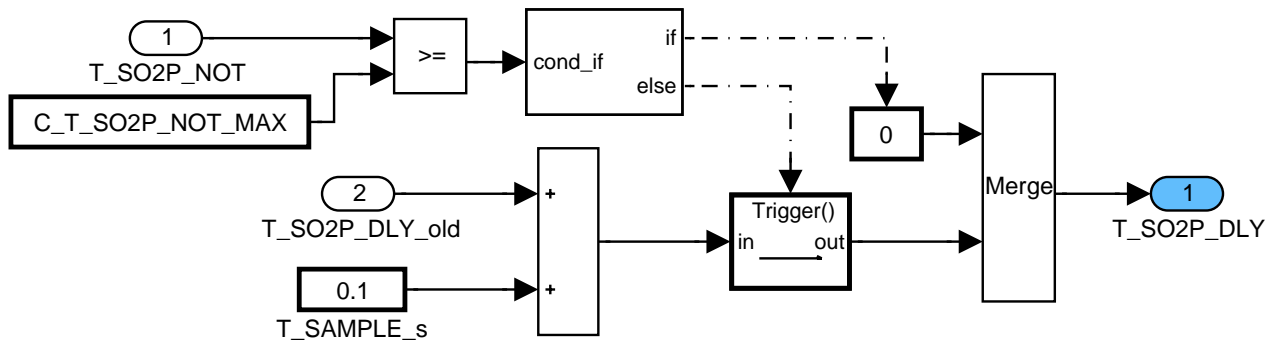 1
T_SO2P_NOT
C_T_SO2P_NOT_MAX
>=
cond_if
if
else
0
2
T_SO2P_DLY_old
0.1
T_SAMPLE_s
+
+
Trigger()
in out
Merge
1
T_SO2P_DLY